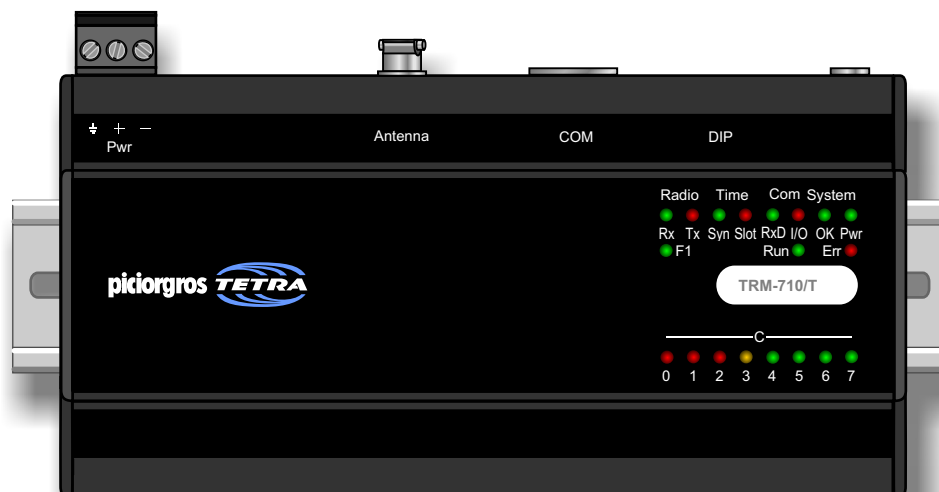 + −
Pwr
Antenna
COM
DIP
Radio Time Com System
Rx Tx Syn Slot RxD I/O OK Pwr
F1 Run Err
piciorgros TETRA
TRM-710/T
C
0 1 2 3 4 5 6 7